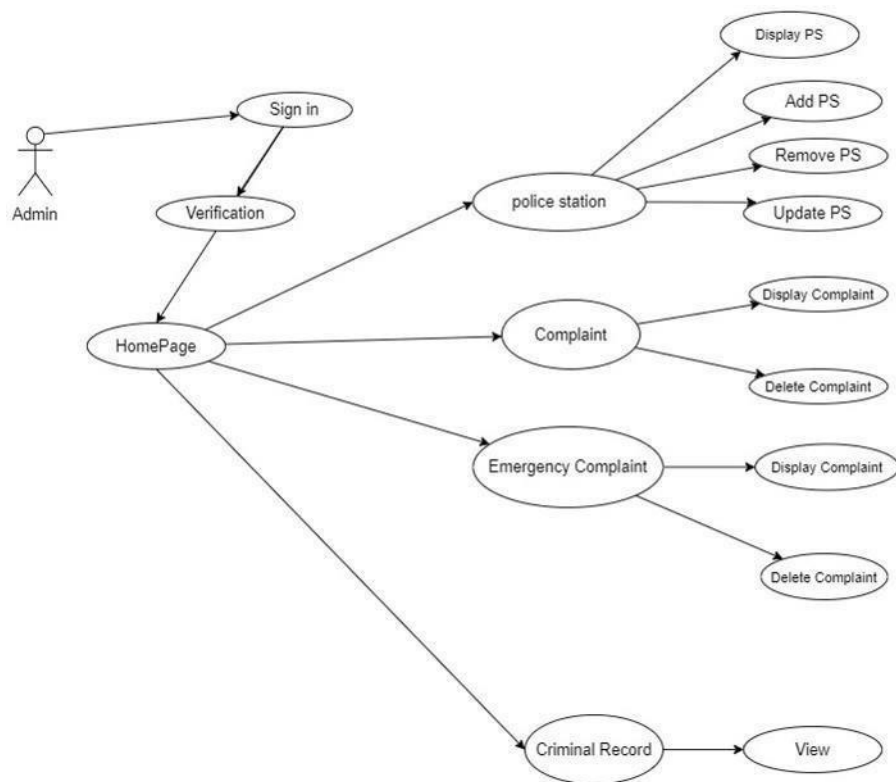 Display PS
Sign in
Add PS
Remove PS
Admin
Verification
police station
Update PS
Display Complaint
HomePage
Complaint
Delete Complaint
Emergency Complaint
Display Complaint
Delete Complaint
Criminal Record
View